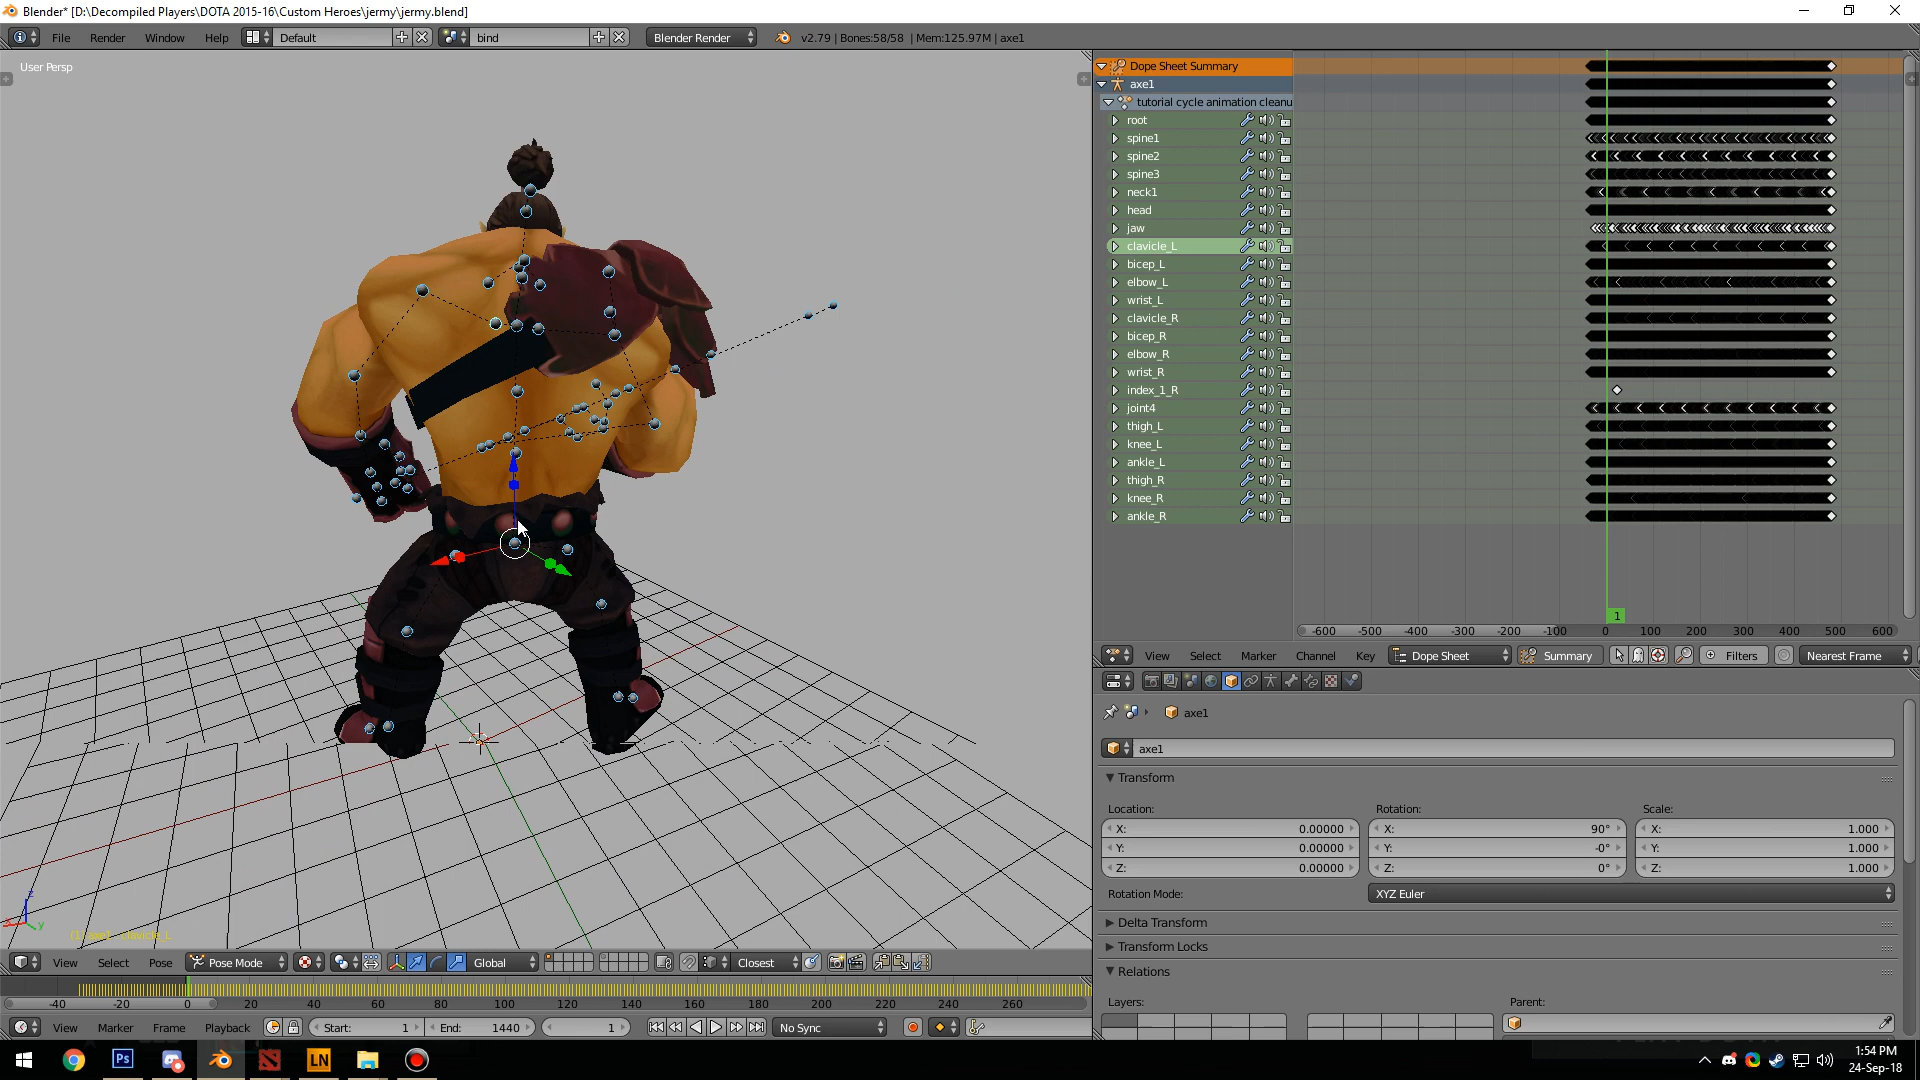 Blender* [D:\Decompiled Players\DOTA 2015-16\Custom Heroes\jermy\jermy.blend]
File Render Window Help Default bind Blender Render v2.79 | Bones:58/58 | Mem:125.97M | axe1
User Persp
Dope Sheet Summary
axe1
tutorial cycle animation cleanu
root
spine1
spine2
spine3
neck1
head
jaw
clavicle_L
bicep_L
elbow_L
wrist_L
clavicle_R
bicep_R
elbow_R
wrist_R
index_1_R
joint4
thigh_L
knee_L
ankle_L
thigh_R
knee_R
ankle_R
1
-600 -500 -400 -300 -200 -100 0 100 200 300 400 500 600
View Select Marker Channel Key Dope Sheet Summary Filters Nearest Frame
axe1
axe1
Transform
Location: Rotation: Scale:
X: 0.00000 X: 90° X: 1.000
Y: 0.00000 Y: -0° Y: 1.000
Z: 0.00000 Z: 0° Z: 1.000
Rotation Mode: XYZ Euler
Delta Transform
Transform Locks
Relations
Layers: Parent:
z
x y
(1) axe1 : clavicle_L
View Select Pose Pose Mode Global Closest
-40 -20 0 20 40 60 80 100 120 140 160 180 200 220 240 260
View Marker Frame Playback Start: 1 End: 1440 1 No Sync
Ps LN
1:54 PM
24-Sep-18